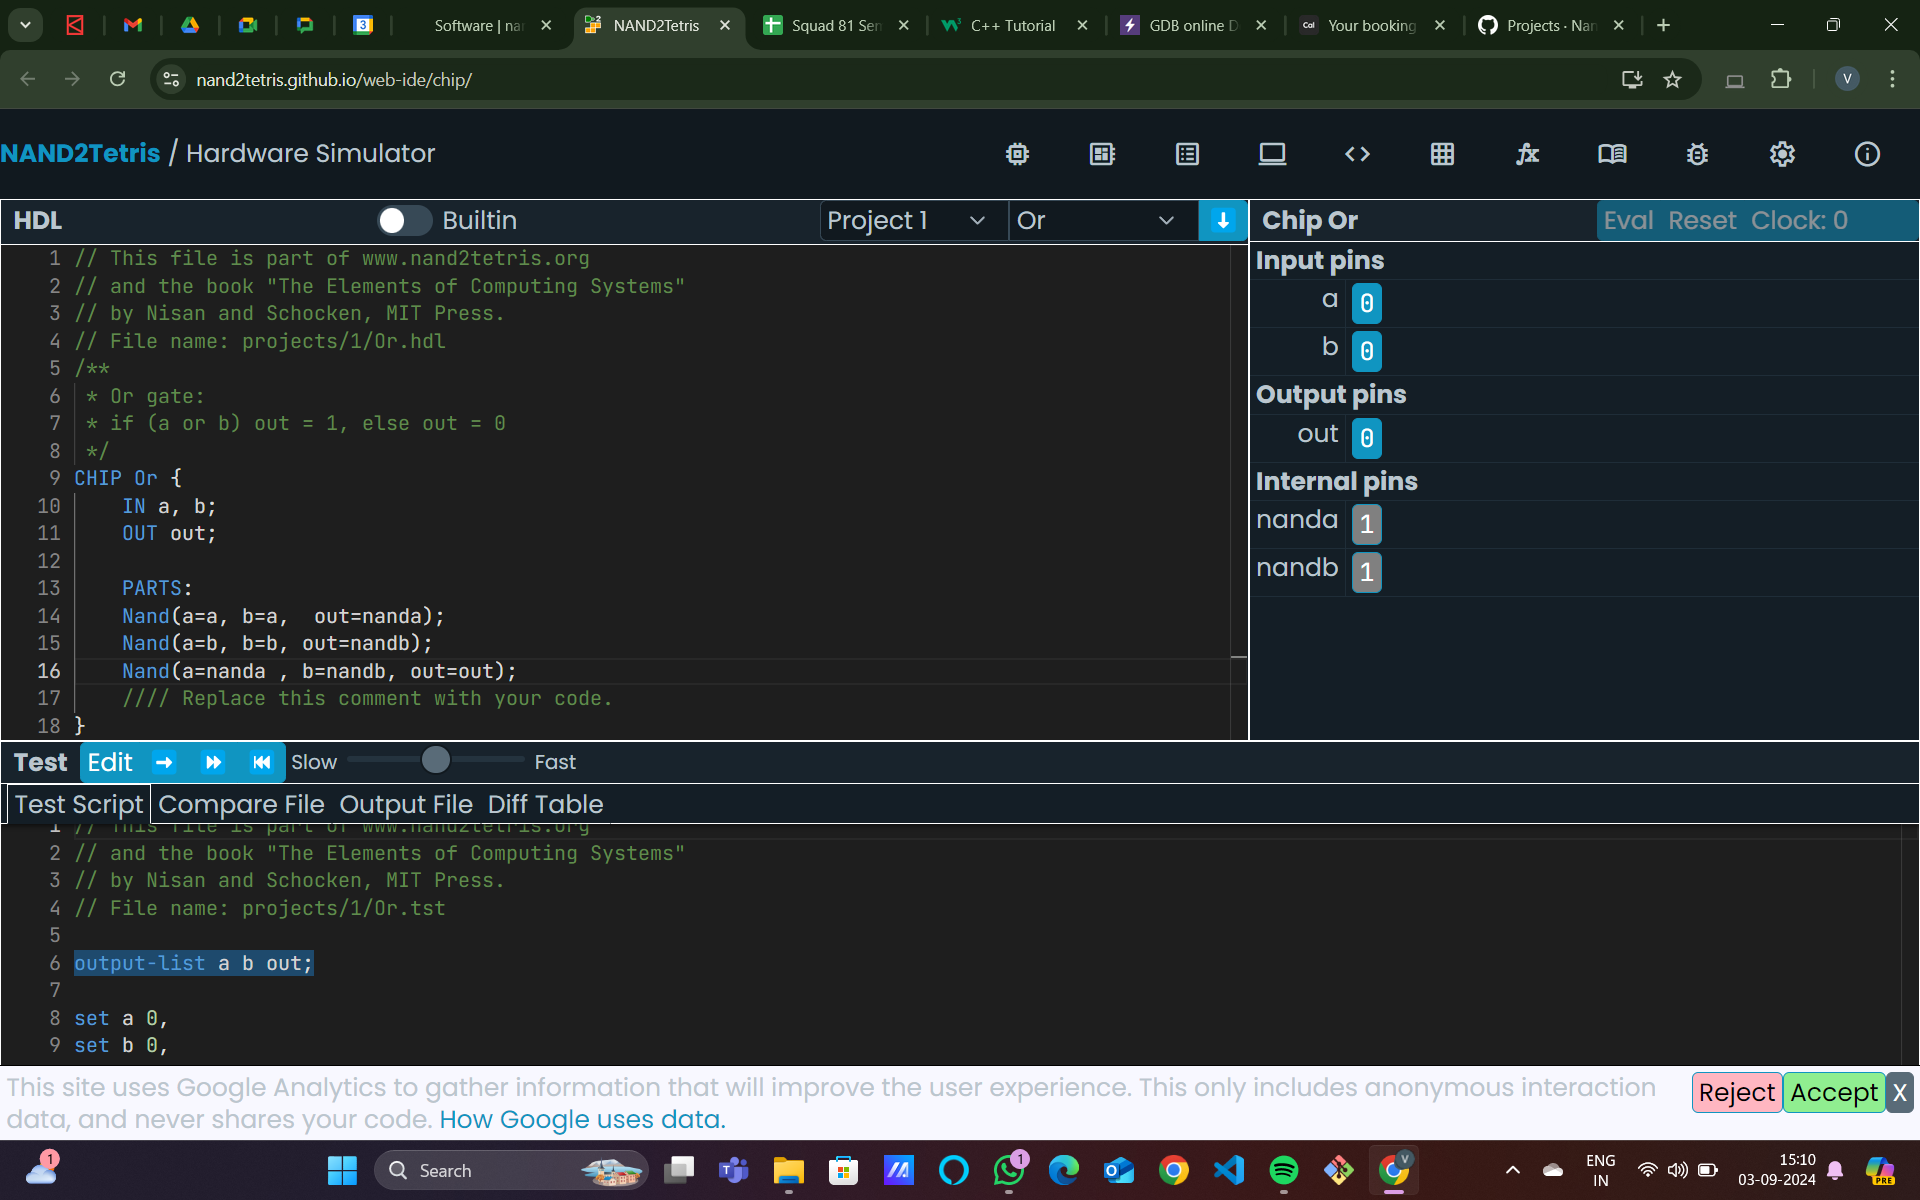 Software | nan
NAND2Tetris
Squad 81 Sem
C++ Tutorial
GDB online D
Your booking
Projects · Nan
nand2tetris.github.io/web-ide/chip/
V
NAND2Tetris / Hardware Simulator
HDL
Builtin
Project 1
Or
1 // This file is part of www.nand2tetris.org
2 // and the book "The Elements of Computing Systems"
3 // by Nisan and Schocken, MIT Press.
4 // File name: projects/1/Or.hdl
5 /**
6 * Or gate:
7 * if (a or b) out = 1, else out = 0
8 */
9 CHIP Or {
10 IN a, b;
11 OUT out;
12
13 PARTS:
14 Nand(a=a, b=a,  out=nanda);
15 Nand(a=b, b=b, out=nandb);
16 Nand(a=nanda , b=nandb, out=out);
17 //// Replace this comment with your code.
18 }
Chip Or
Eval Reset Clock: 0
Input pins
a 0
b 0
Output pins
out 0
Internal pins
nanda 1
nandb 1
Test Edit Slow Fast
Test Script Compare File Output File Diff Table
1 // This file is part of www.nand2tetris.org
2 // and the book "The Elements of Computing Systems"
3 // by Nisan and Schocken, MIT Press.
4 // File name: projects/1/Or.tst
5
6 output-list a b out;
7
8 set a 0,
9 set b 0,
This site uses Google Analytics to gather information that will improve the user experience. This only includes anonymous interaction
data, and never shares your code. How Google uses data.
Reject Accept X
1
Search
1
V
ENG
IN
15:10
03-09-2024
PRE